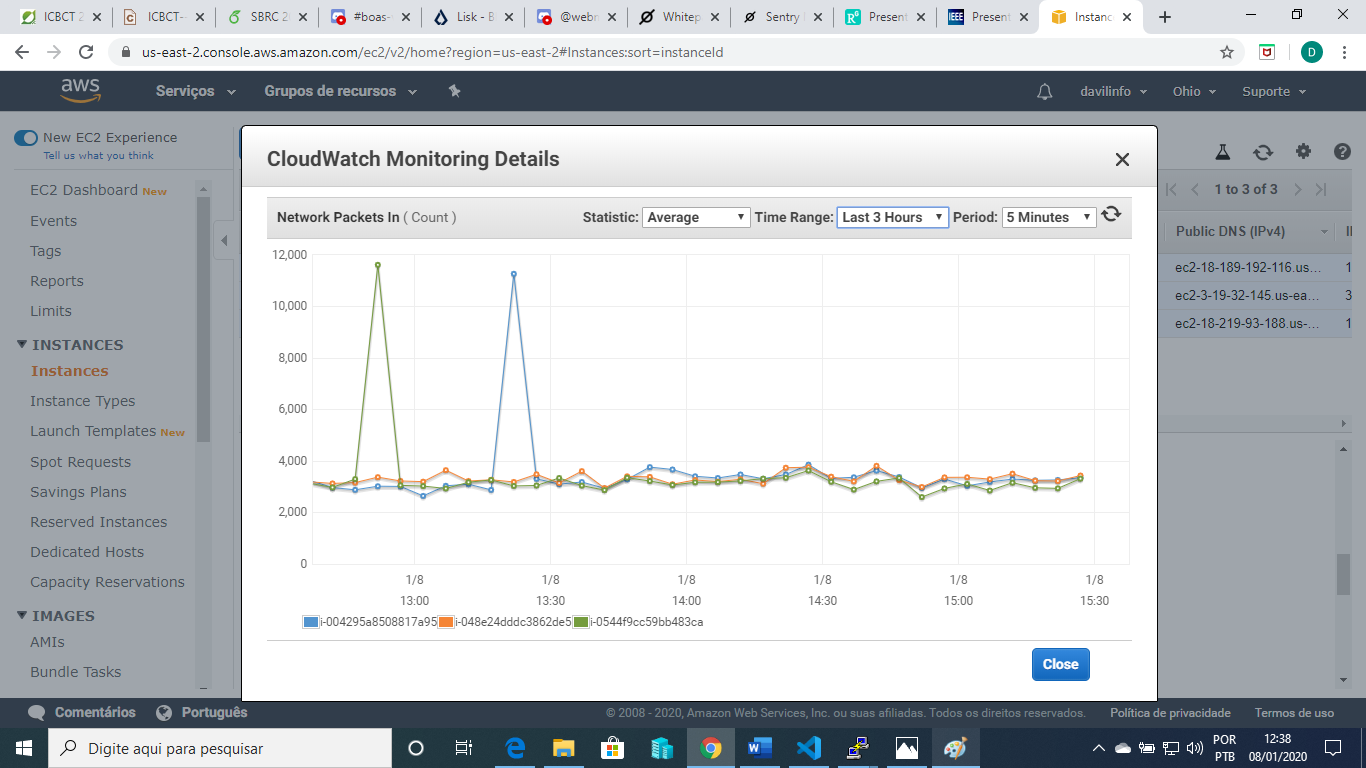 ICBCT 2
ICBCT-
SBRC 2
#boas-
Lisk - B
@webr
Whitep
Sentry
Present
IEEE
Present
Instanc
us-east-2.console.aws.amazon.com/ec2/v2/home?region=us-east-2#Instances:sort=instanceId
D
aws
Serviços
Grupos de recursos
davilinfo
Ohio
Suporte
New EC2 Experience
Tell us what you think
EC2 Dashboard New
Events
Tags
Reports
Limits
INSTANCES
Instances
Instance Types
Launch Templates New
Spot Requests
Savings Plans
Reserved Instances
Dedicated Hosts
Capacity Reservations
IMAGES
AMIs
Bundle Tasks
1 to 3 of 3
Public DNS (IPv4)
ec2-18-189-192-116.us...
ec2-3-19-32-145.us-ea...
ec2-18-219-93-188.us-...
CloudWatch Monitoring Details
Network Packets In ( Count )
Statistic: Average Time Range: Last 3 Hours Period: 5 Minutes
12,000
10,000
8,000
6,000
4,000
2,000
0
1/8 1/8 1/8 1/8 1/8 1/8
13:00 13:30 14:00 14:30 15:00 15:30
i-004295a8508817a95 i-048e24dddc3862de5 i-0544f9cc59bb483ca
Close
Comentários
Português
© 2008 - 2020, Amazon Web Services, Inc. ou suas afiliadas. Todos os direitos reservados.
Política de privacidade
Termos de uso
Digite aqui para pesquisar
POR
PTB
12:38
08/01/2020